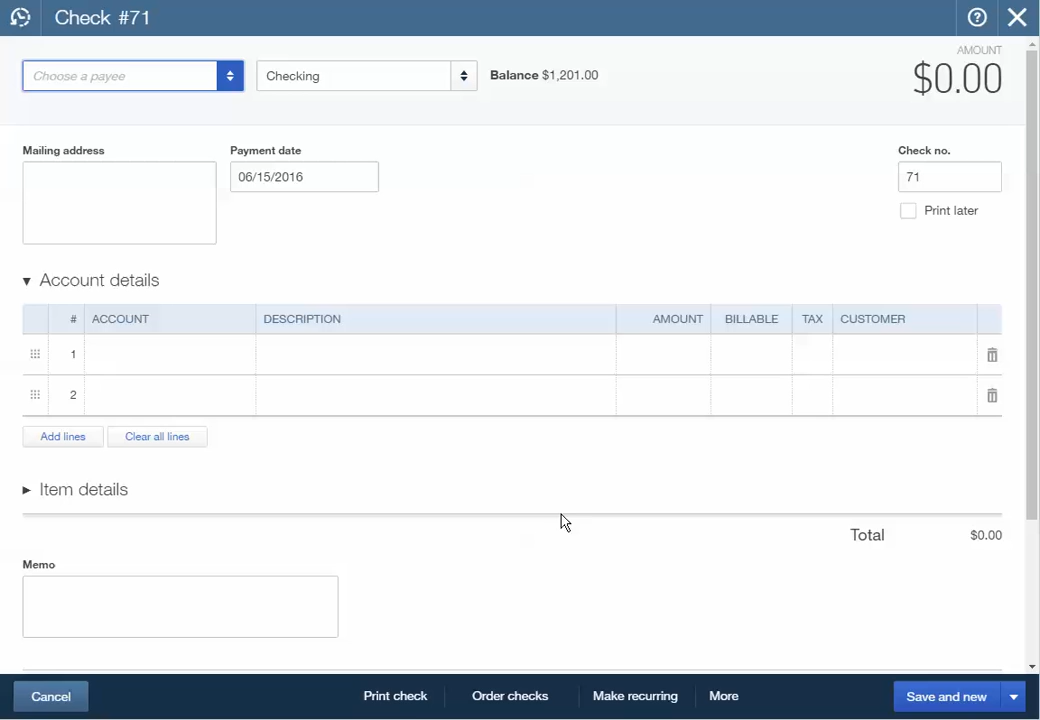 Check #71
AMOUNT
Choose a payee
Checking
Balance $1,201.00
$0.00
Mailing address
Payment date
Check no.
06/15/2016
71
Print later
Account details
# ACCOUNT DESCRIPTION AMOUNT BILLABLE TAX CUSTOMER
1
2
Add lines
Clear all lines
Item details
Total $0.00
Memo
Cancel
Print check
Order checks
Make recurring
More
Save and new